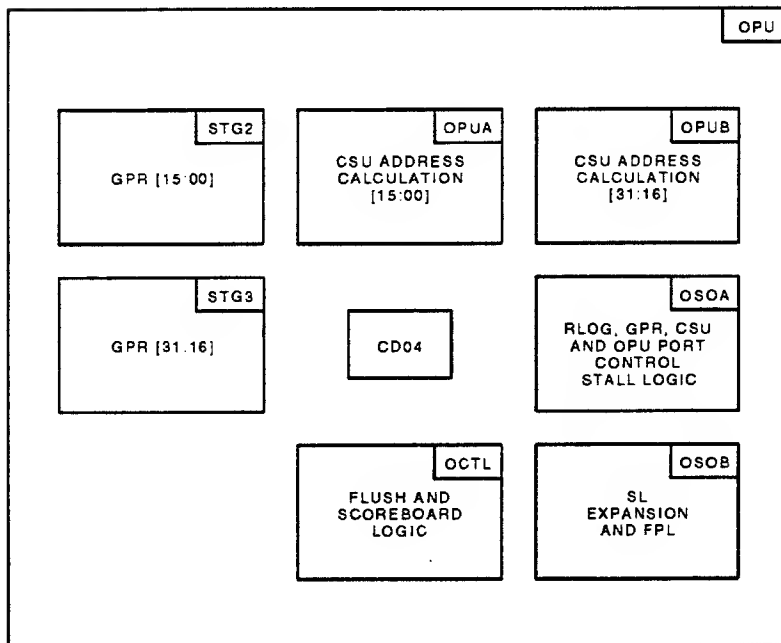 OPU
STG2
GPR [15:00]
OPUA
CSU ADDRESS
CALCULATION
[15:00]
OPUB
CSU ADDRESS
CALCULATION
[31:16]
STG3
GPR [31.16]
CD04
OSOA
RLOG, GPR, CSU
AND OPU PORT
CONTROL
STALL LOGIC
OCTL
FLUSH AND
SCOREBOARD
LOGIC
OSOB
SL
EXPANSION
AND FPL